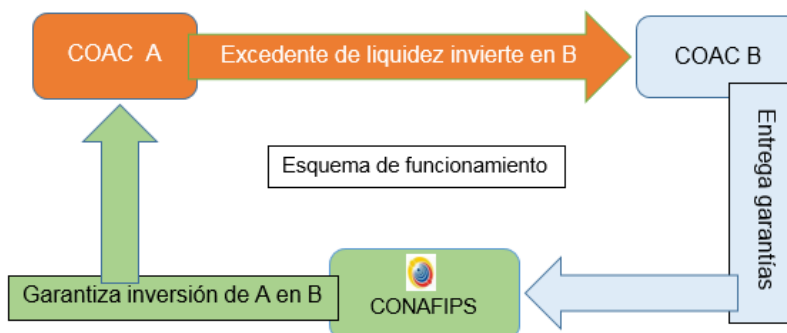 COAC A
Excedente de liquidez invierte en B
COAC B
Esquema de funcionamiento
Entrega garantías
Garantiza inversión de A en B
CONAFIPS